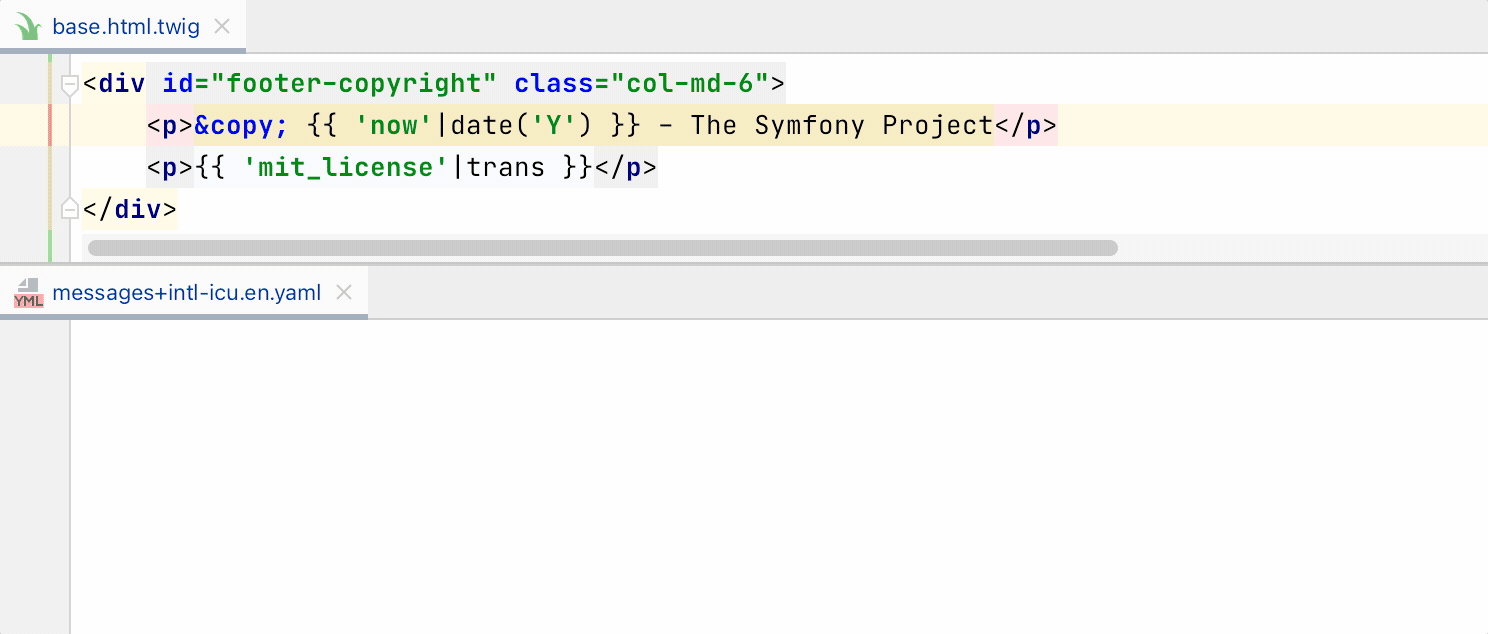 base.html.twig
<div id="footer-copyright" class="col-md-6">
<p>&copy; {{ 'now'|date('Y') }} - The Symfony Project</p>
<p>{{ 'mit_license'|trans }}</p>
</div>
YML messages+intl-icu.en.yaml